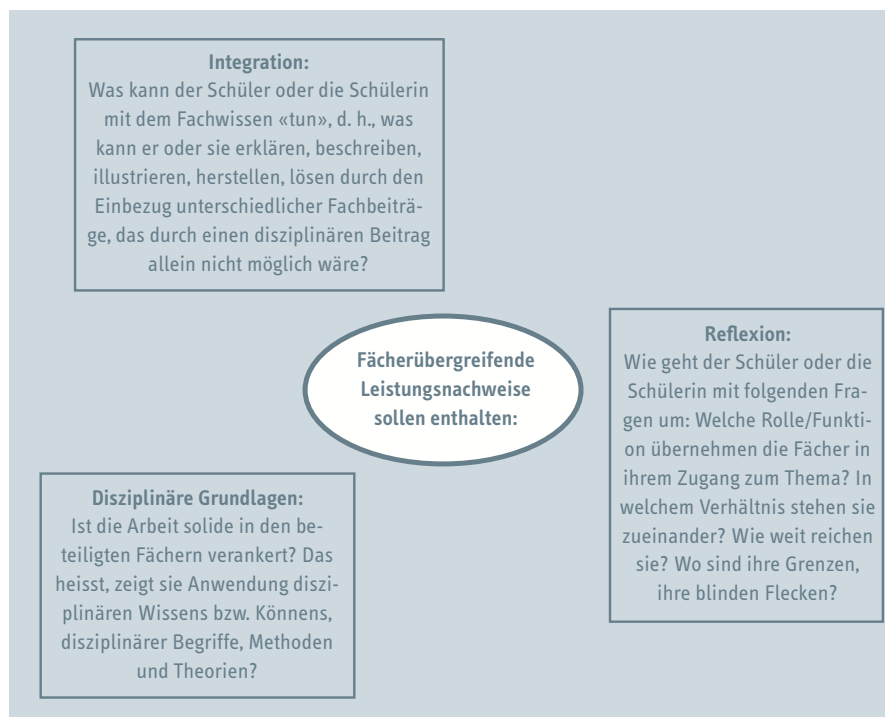 Integration:
Was kann der Schüler oder die Schülerin
mit dem Fachwissen «tun», d. h., was
kann er oder sie erklären, beschreiben,
illustrieren, herstellen, lösen durch den
Einbezug unterschiedlicher Fachbeiträ-
ge, das durch einen disziplinären Beitrag
allein nicht möglich wäre?
Fächerübergreifende
Leistungsnachweise
sollen enthalten:
Reflexion:
Wie geht der Schüler oder die
Schülerin mit folgenden Fra-
gen um: Welche Rolle/Funkti-
on übernehmen die Fächer in
ihrem Zugang zum Thema? In
welchem Verhältnis stehen sie
zueinander? Wie weit reichen
sie? Wo sind ihre Grenzen,
ihre blinden Flecken?
Disziplinäre Grundlagen:
Ist die Arbeit solide in den be-
teiligten Fächern verankert? Das
heisst, zeigt sie Anwendung diszi-
plinären Wissens bzw. Könnens,
disziplinärer Begriffe, Methoden
und Theorien?